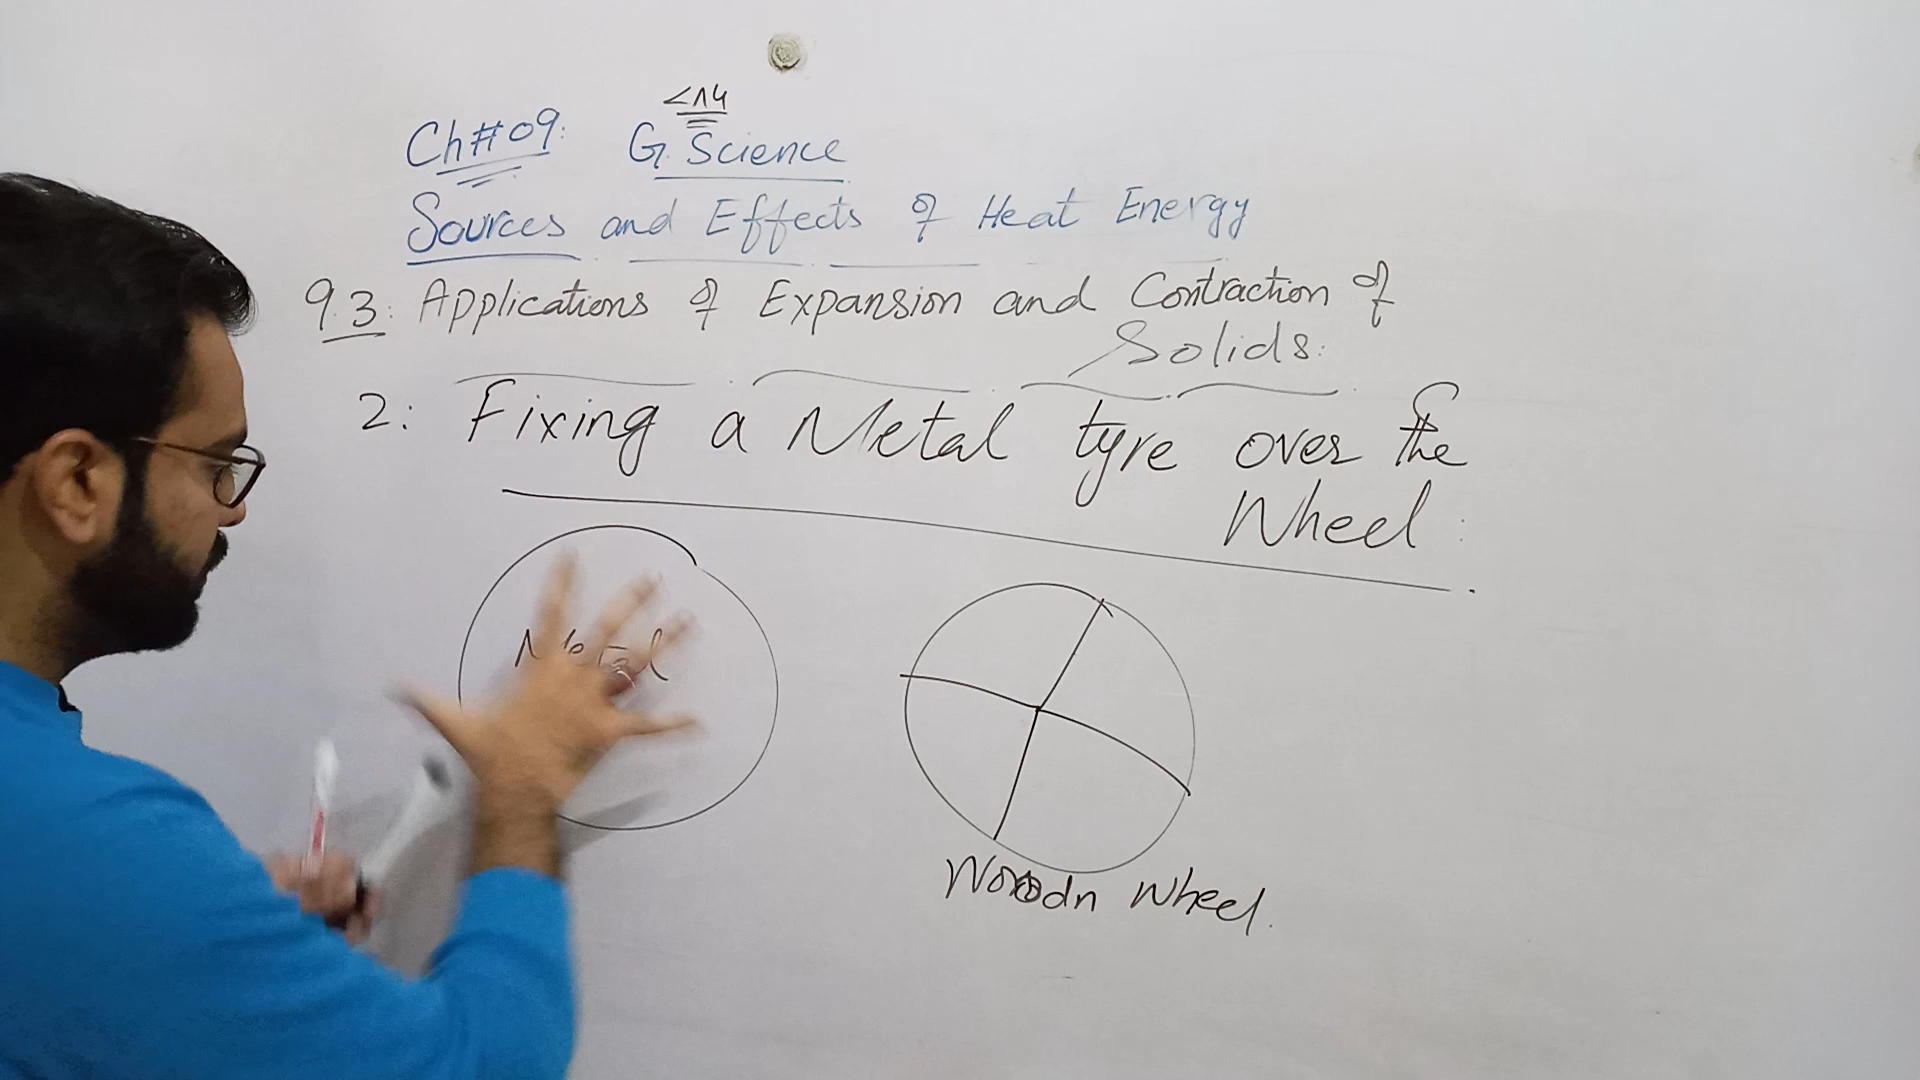 Ch#09: G. Science
Sources and Effects of Heat Energy
9.3: Applications of Expansion and Contraction of
Solids:
2: Fixing a Metal tyre over the
Wheel:
Metal
Woodn Wheel.